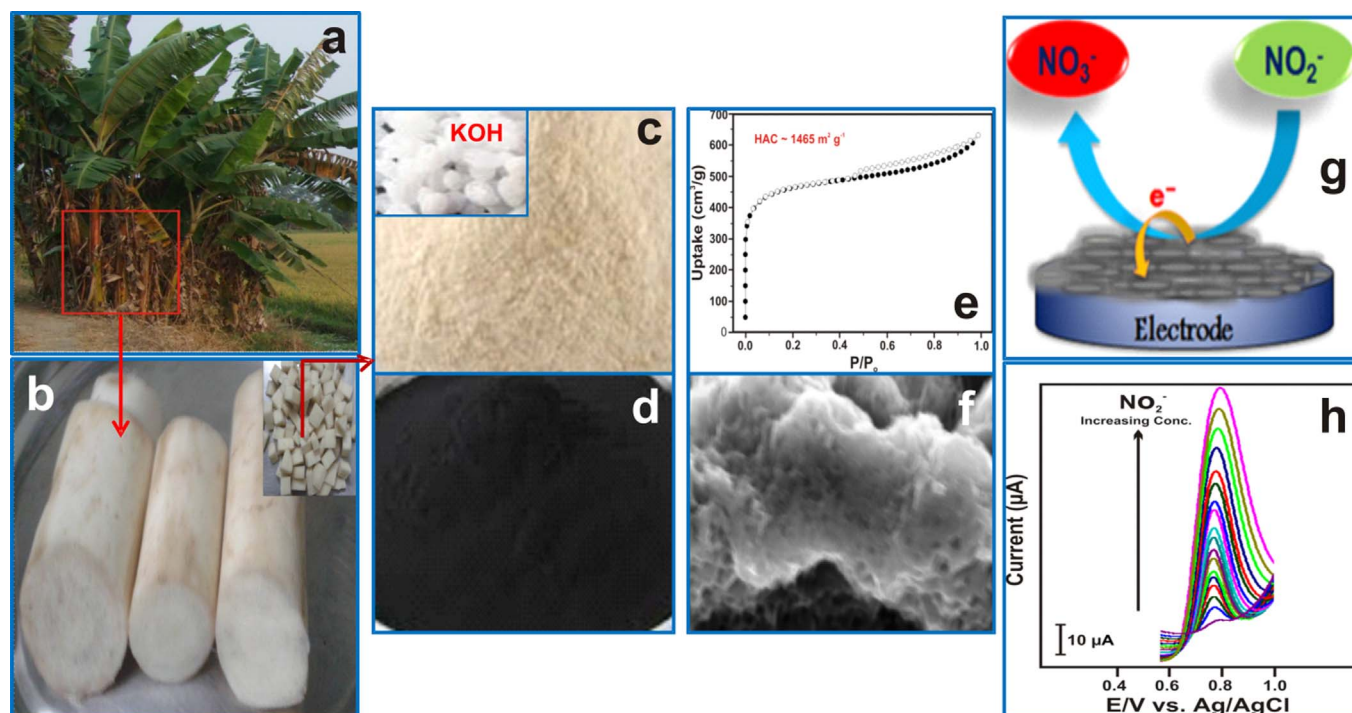 a
b
KOH
c
d
HAC ~ 1465 m² g⁻¹
Uptake (cm³/g)
700
600
500
400
300
200
100
0
0.0 0.2 0.4 0.6 0.8 1.0
P/P₀
e
f
NO₃⁻
NO₂⁻
e⁻
g
Electrode
NO₂⁻
Increasing Conc.
h
Current (µA)
10 µA
0.4 0.6 0.8 1.0
E/V vs. Ag/AgCl